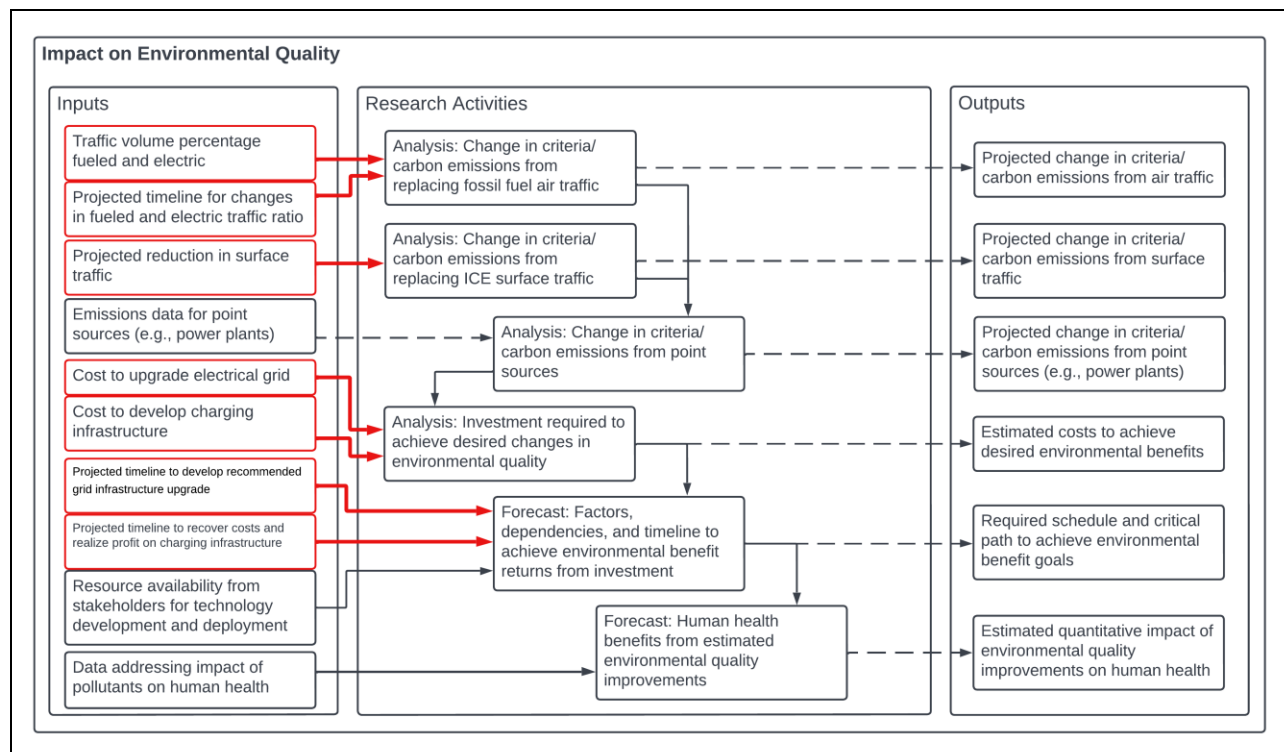 Impact on Environmental Quality
Inputs
Traffic volume percentage
fueled and electric
Projected timeline for changes
in fueled and electric traffic ratio
Projected reduction in surface
traffic
Emissions data for point
sources (e.g., power plants)
Cost to upgrade electrical grid
Cost to develop charging
infrastructure
Projected timeline to develop recommended
grid infrastructure upgrade
Projected timeline to recover costs and
realize profit on charging infrastructure
Resource availability from
stakeholders for technology
development and deployment
Data addressing impact of
pollutants on human health
Research Activities
Analysis: Change in criteria/
carbon emissions from
replacing fossil fuel air traffic
Analysis: Change in criteria/
carbon emissions from
replacing ICE surface traffic
Analysis: Change in criteria/
carbon emissions from point
sources
Analysis: Investment required to
achieve desired changes in
environmental quality
Forecast: Factors,
dependencies, and timeline to
achieve environmental benefit
returns from investment
Forecast: Human health
benefits from estimated
environmental quality
improvements
Outputs
Projected change in criteria/
carbon emissions from air traffic
Projected change in criteria/
carbon emissions from surface
traffic
Projected change in criteria/
carbon emissions from point
sources (e.g., power plants)
Estimated costs to achieve
desired environmental benefits
Required schedule and critical
path to achieve environmental
benefit goals
Estimated quantitative impact of
environmental quality
improvements on human health